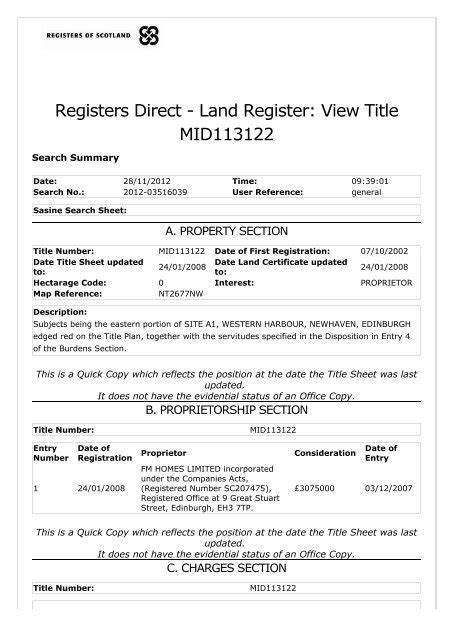 REGISTERS OF SCOTLAND
Registers Direct - Land Register: View Title
MID113122
Search Summary
Date: 28/11/2012 Time: 09:39:01
Search No.: 2012-03516039 User Reference: general
Sasine Search Sheet:
A. PROPERTY SECTION
Title Number: MID113122 Date of First Registration: 07/10/2002
Date Title Sheet updated to: 24/01/2008 Date Land Certificate updated to: 24/01/2008
Hectarage Code: 0 Interest: PROPRIETOR
Map Reference: NT2677NW
Description:
Subjects being the eastern portion of SITE A1, WESTERN HARBOUR, NEWHAVEN, EDINBURGH
edged red on the Title Plan, together with the servitudes specified in the Disposition in Entry 4
of the Burdens Section.
This is a Quick Copy which reflects the position at the date the Title Sheet was last
updated.
It does not have the evidential status of an Office Copy.
B. PROPRIETORSHIP SECTION
Title Number: MID113122
Entry Number Date of Registration Proprietor Consideration Date of Entry
FM HOMES LIMITED incorporated
under the Companies Acts,
1 24/01/2008 (Registered Number SC207475), £3075000 03/12/2007
Registered Office at 9 Great Stuart
Street, Edinburgh, EH3 7TP.
This is a Quick Copy which reflects the position at the date the Title Sheet was last
updated.
It does not have the evidential status of an Office Copy.
C. CHARGES SECTION
Title Number: MID113122